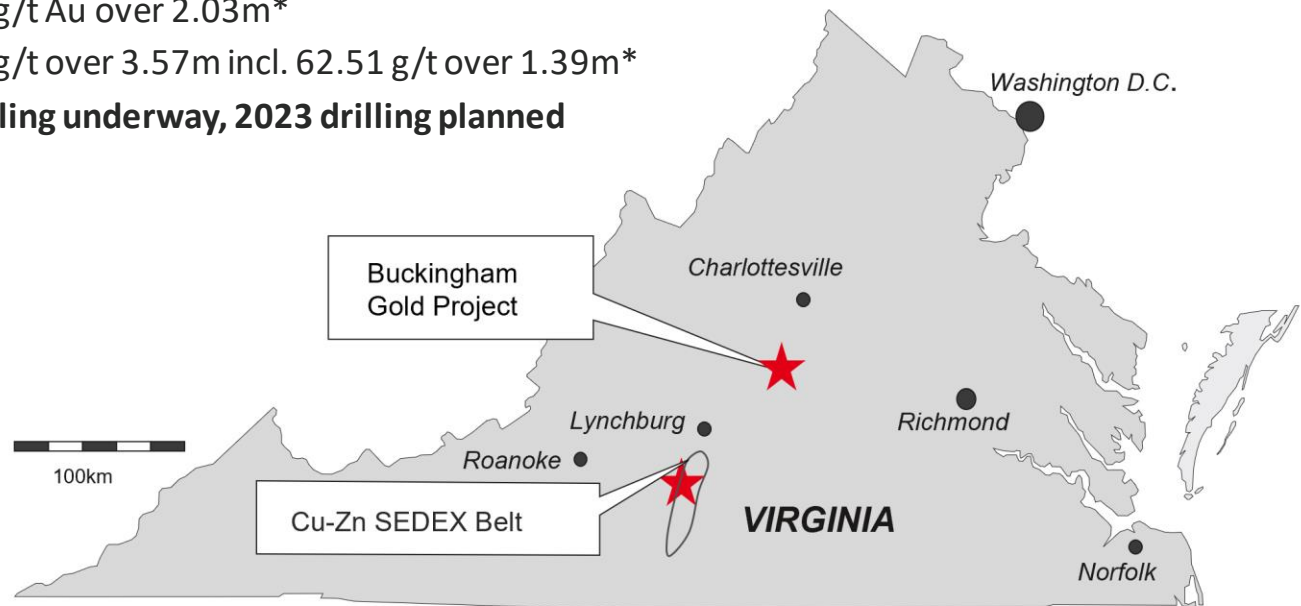 g/t Au over 2.03m*
g/t over 3.57m incl. 62.51 g/t over 1.39m*
ling underway, 2023 drilling planned
Washington D.C.
Buckingham
Gold Project
Charlottesville
Lynchburg
Richmond
Roanoke
100km
Cu-Zn SEDEX Belt
VIRGINIA
Norfolk